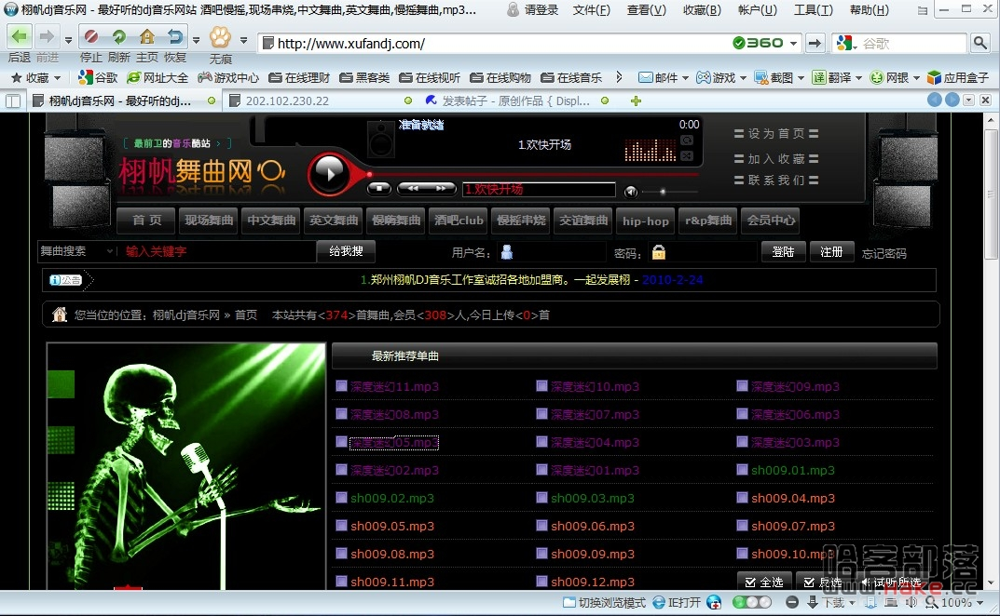 栩帆dj音乐网 - 最好听的dj音乐网站 酒吧慢摇,现场串烧,中文舞曲,英文舞曲,慢摇舞曲,mp3... 请登录 文件(F) 查看(V) 收藏(B) 帐户(U) 工具(T) 帮助(H)
http://www.xufandj.com/ 360 谷歌
后退 前进 停止 刷新 主页 恢复 无痕
收藏 谷歌 网址大全 游戏中心 在线理财 黑客类 在线视听 在线购物 在线音乐 邮件 游戏 截图 翻译 网银 应用盒子
栩帆dj音乐网 - 最好听的dj... 202.102.230.22 发表帖子 - 原创作品 { Displ...
准备就绪 0:00
[ 最前卫的音乐酷站 > ] 1.欢快开场 〓设为首页〓
栩帆舞曲网 〓加入收藏〓
1.欢快开场 〓联系我们〓
首 页 现场舞曲 中文舞曲 英文舞曲 慢嗨舞曲 酒吧club 慢摇串烧 交谊舞曲 hip-hop r&p舞曲 会员中心
舞曲搜索 输入关键字 给我搜 用户名: 密码: 登陆 注册 忘记密码
公告 1.郑州栩帆DJ音乐工作室诚招各地加盟商。一起发展栩 - 2010-2-24
您当位的位置：栩帆dj音乐网 » 首页 本站共有<374>首舞曲,会员<308>人,今日上传<0>首
最新推荐单曲
深度迷幻11.mp3 深度迷幻10.mp3 深度迷幻09.mp3
深度迷幻08.mp3 深度迷幻07.mp3 深度迷幻06.mp3
深度迷幻05.mp3 深度迷幻04.mp3 深度迷幻03.mp3
深度迷幻02.mp3 深度迷幻01.mp3 sh009.01.mp3
sh009.02.mp3 sh009.03.mp3 sh009.04.mp3
sh009.05.mp3 sh009.06.mp3 sh009.07.mp3
sh009.08.mp3 sh009.09.mp3 sh009.10.mp3
sh009.11.mp3 sh009.12.mp3 全选 反选 试听所选
哈客部落
www.Hake.cc
切换浏览模式 IE打开 下载 100%